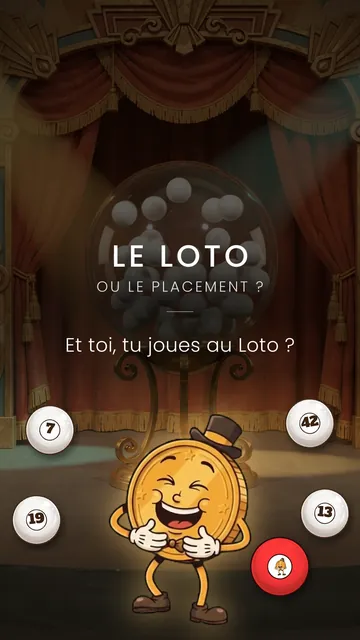 LE LOTO
OU LE PLACEMENT ?
Et toi, tu joues au Loto ?
7
42
19
13